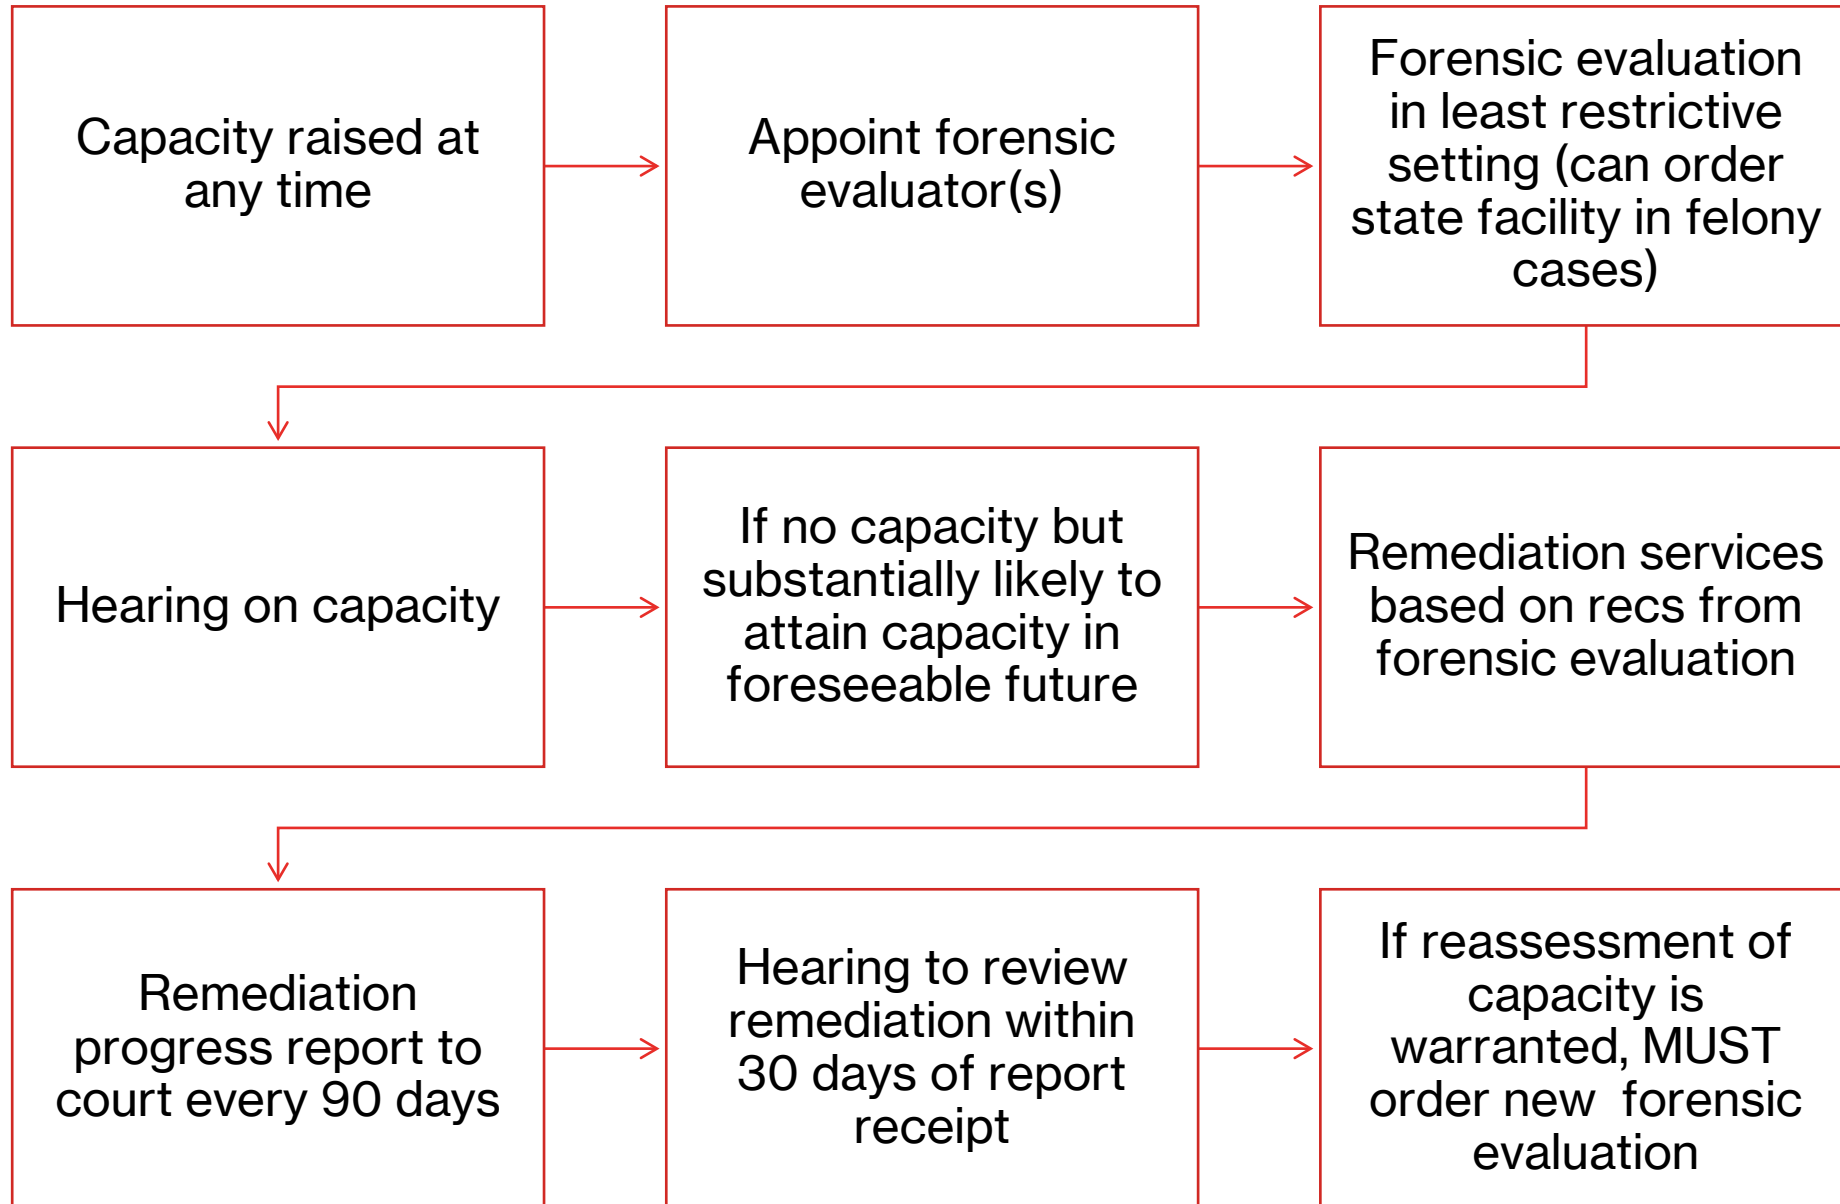 Capacity raised at
any time
Appoint forensic
evaluator(s)
Forensic evaluation
in least restrictive
setting (can order
state facility in felony
cases)
Hearing on capacity
If no capacity but
substantially likely to
attain capacity in
foreseeable future
Remediation services
based on recs from
forensic evaluation
Remediation
progress report to
court every 90 days
Hearing to review
remediation within
30 days of report
receipt
If reassessment of
capacity is
warranted, MUST
order new  forensic
evaluation